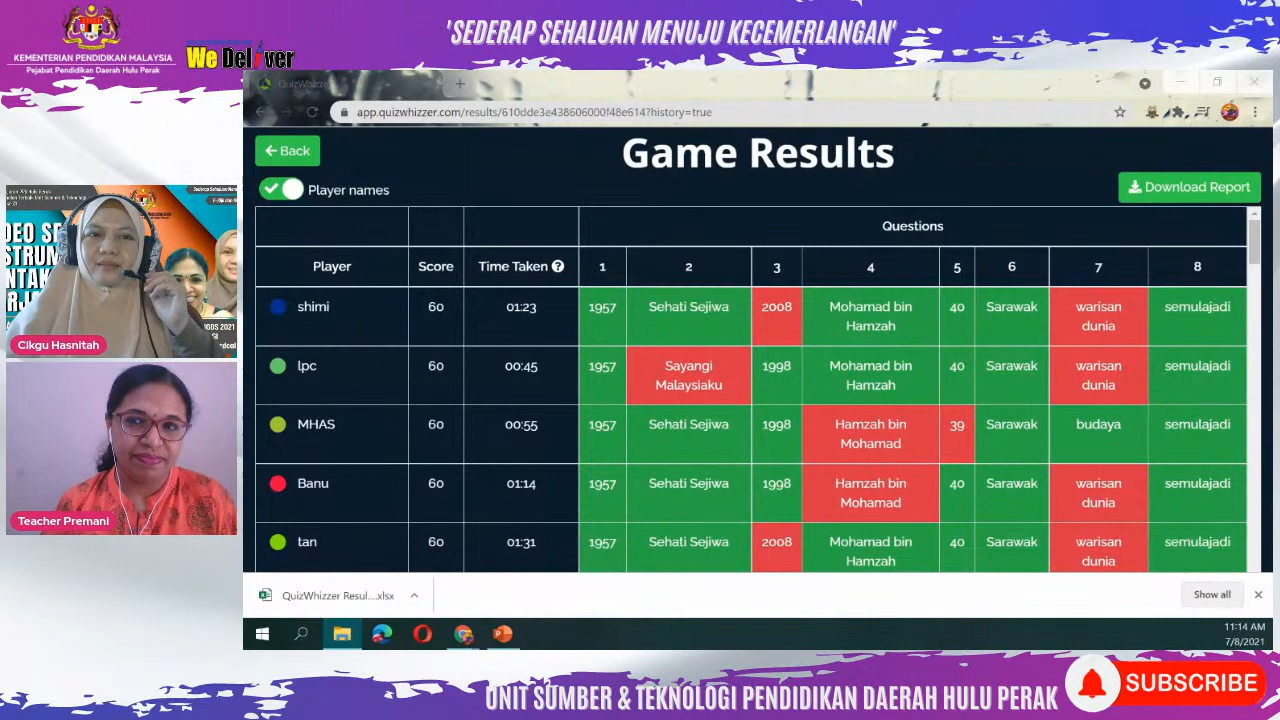 'SEDERAP SEHALUAN MENUJU KECEMERLANGAN'
KEMENTERIAN PENDIDIKAN MALAYSIA
Pejabat Pendidikan Daerah Hulu Perak
We Deliver
QuizWhizzer
app.quizwhizzer.com/results/610dde3e438606000f48e614?history=true
Back
Game Results
Player names
Download Report
Questions
Player Score Time Taken ? 1 2 3 4 5 6 7 8
shimi 60 01:23 1957 Sehati Sejiwa 2008 Mohamad bin Hamzah 40 Sarawak warisan dunia semulajadi
lpc 60 00:45 1957 Sayangi Malaysiaku 1998 Mohamad bin Hamzah 40 Sarawak warisan dunia semulajadi
MHAS 60 00:55 1957 Sehati Sejiwa 1998 Hamzah bin Mohamad 39 Sarawak budaya semulajadi
Banu 60 01:14 1957 Sehati Sejiwa 1998 Hamzah bin Mohamad 40 Sarawak warisan dunia semulajadi
tan 60 01:31 1957 Sehati Sejiwa 2008 Mohamad bin Hamzah 40 Sarawak warisan dunia semulajadi
Cikgu Hasnitah
Teacher Premani
QuizWhizzer Resul....xlsx
Show all
11:14 AM
7/8/2021
UNIT SUMBER & TEKNOLOGI PENDIDIKAN DAERAH HULU PERAK
SUBSCRIBE